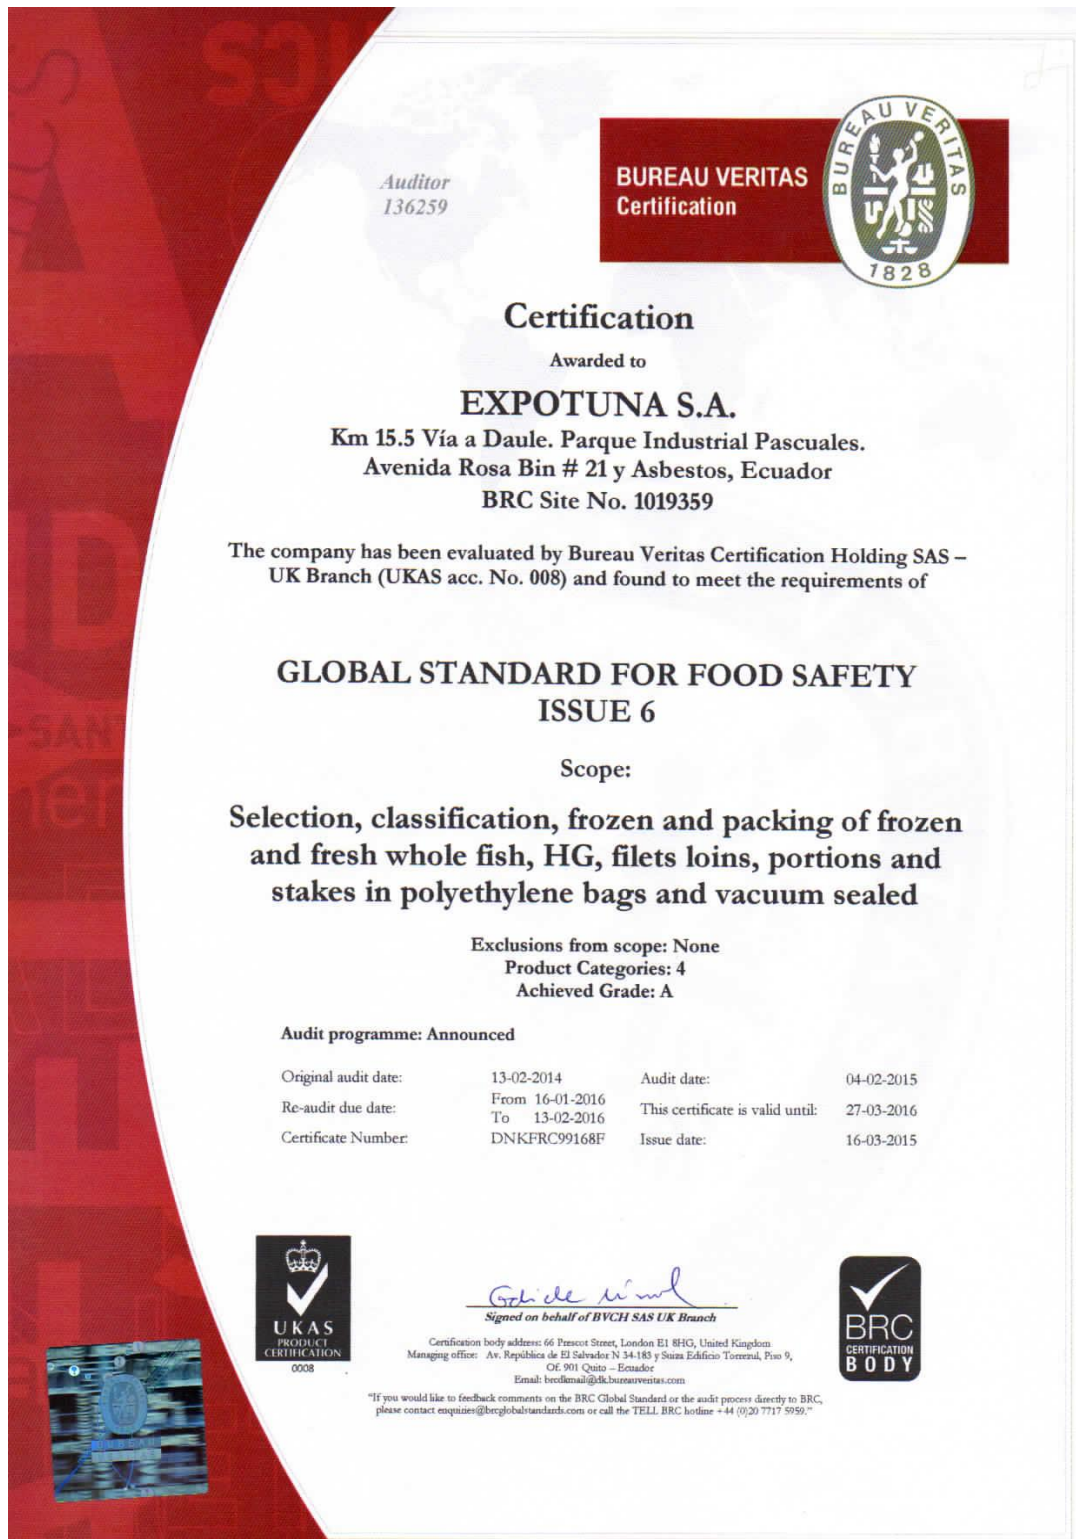 Auditor
136259
BUREAU VERITAS
Certification
BUREAU VERITAS
1828
Certification
Awarded to
EXPOTUNA S.A.
Km 15.5 Vía a Daule. Parque Industrial Pascuales.
Avenida Rosa Bin # 21 y Asbestos, Ecuador
BRC Site No. 1019359
The company has been evaluated by Bureau Veritas Certification Holding SAS –
UK Branch (UKAS acc. No. 008) and found to meet the requirements of
GLOBAL STANDARD FOR FOOD SAFETY
ISSUE 6
Scope:
Selection, classification, frozen and packing of frozen
and fresh whole fish, HG, filets loins, portions and
stakes in polyethylene bags and vacuum sealed
Exclusions from scope: None
Product Categories: 4
Achieved Grade: A
Audit programme: Announced
Original audit date: 13-02-2014 Audit date: 04-02-2015
Re-audit due date: From 16-01-2016 To 13-02-2016 This certificate is valid until: 27-03-2016
Certificate Number: DNKFRC99168F Issue date: 16-03-2015
UKAS
PRODUCT
CERTIFICATION
0008
Signed on behalf of BVCH SAS UK Branch
Certification body address: 66 Prescot Street, London E1 8HG, United Kingdom
Managing office: Av. República de El Salvador N 34-183 y Suiza Edificio Torrezul, Piso 9,
Of. 901 Quito – Ecuador
Email: brcdkmail@dk.bureauveritas.com
"If you would like to feedback comments on the BRC Global Standard or the audit process directly to BRC,
please contact enquiries@brcglobalstandards.com or call the TELL BRC hotline +44 (0)20 7717 5959."
BRC
CERTIFICATION
BODY
BUREAU